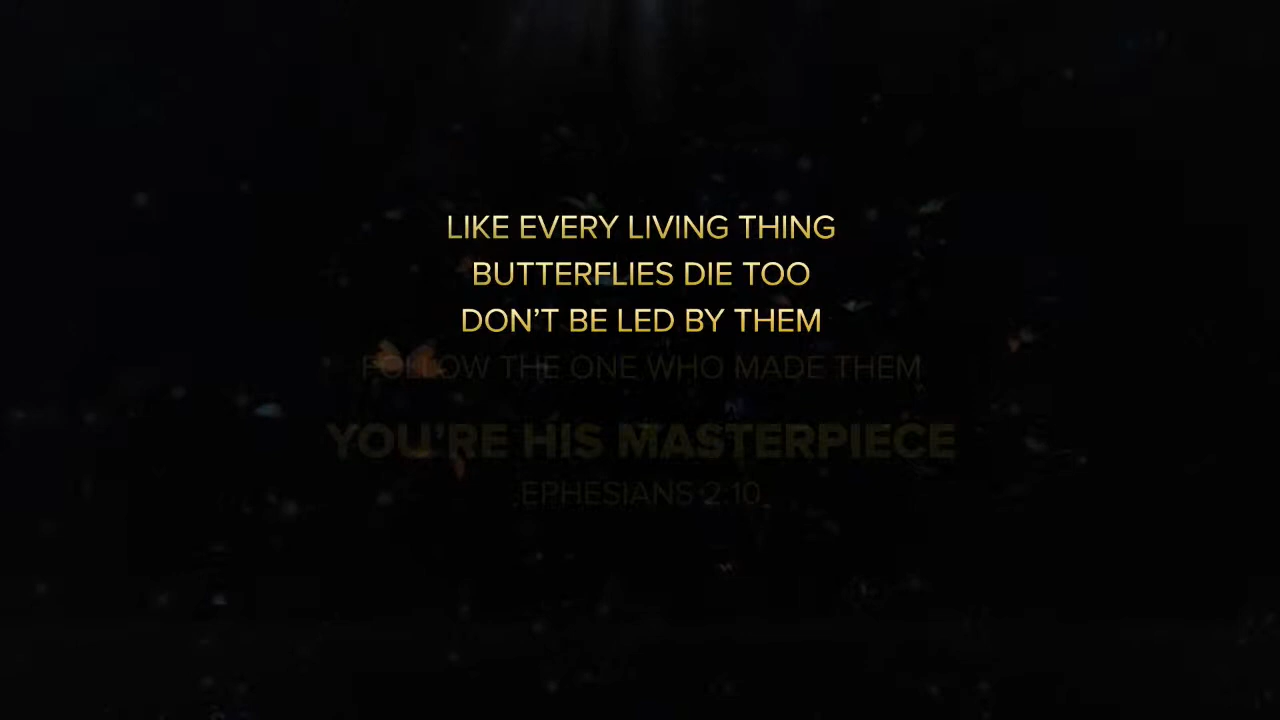 LIKE EVERY LIVING THING
BUTTERFLIES DIE TOO
DON'T BE LED BY THEM
FOLLOW THE ONE WHO MADE THEM
YOU'RE HIS MASTERPIECE
EPHESIANS 2:10